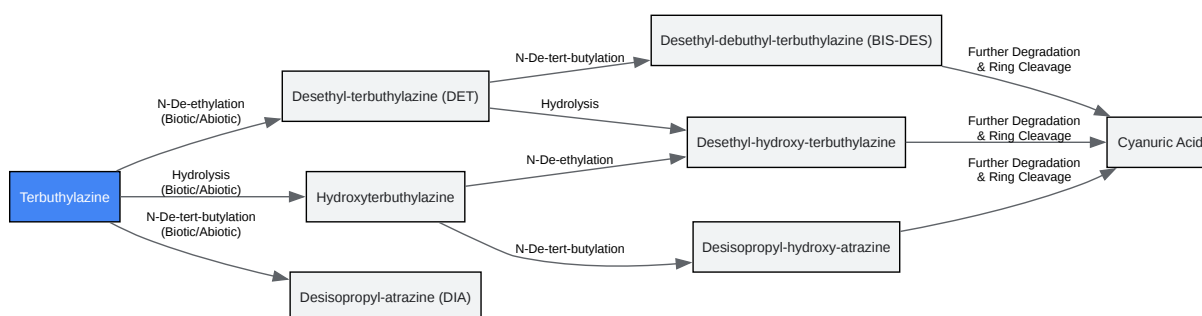 Desethyl-debuthyl-terbuthylazine (BIS-DES)
N-De-tert-butylation
Further Degradation
& Ring Cleavage
Desethyl-terbuthylazine (DET)
N-De-ethylation
(Biotic/Abiotic)
Hydrolysis
Further Degradation
& Ring Cleavage
Desethyl-hydroxy-terbuthylazine
Cyanuric Acid
N-De-ethylation
Further Degradation
& Ring Cleavage
Hydrolysis
(Biotic/Abiotic)
Terbuthylazine
Hydroxyterbuthylazine
N-De-tert-butylation
(Biotic/Abiotic)
N-De-tert-butylation
Desisopropyl-hydroxy-atrazine
Desisopropyl-atrazine (DIA)